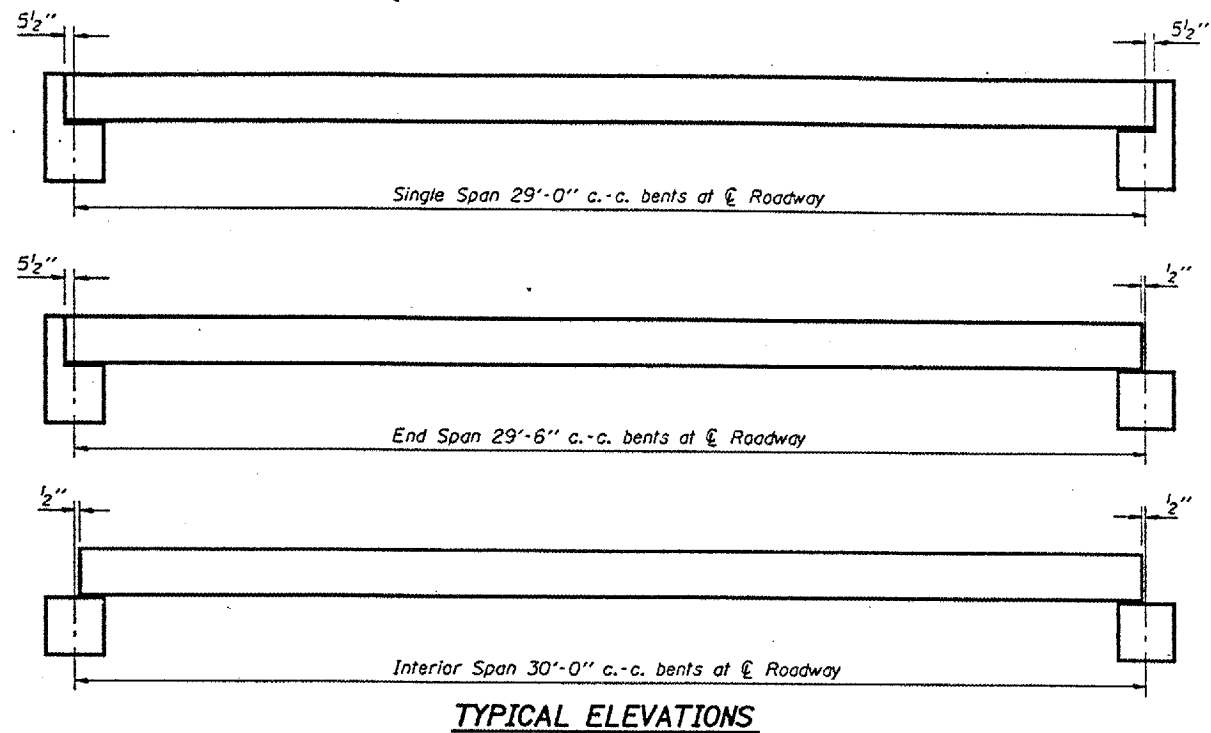 5½" 5½"
Single Span 29'-0" c.-c. bents at ℄ Roadway
5½" ½"
End Span 29'-6" c.-c. bents at ℄ Roadway
½" ½"
Interior Span 30'-0" c.-c. bents at ℄ Roadway
TYPICAL ELEVATIONS